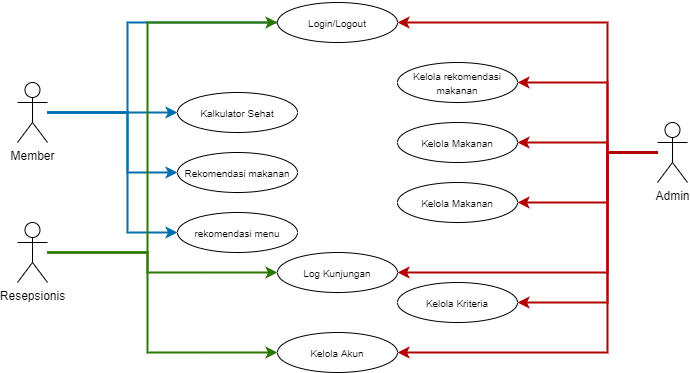 Login/Logout
Kelola rekomendasi
makanan
Kalkulator Sehat
Kelola Makanan
Member
Rekomendasi makanan
Admin
Kelola Makanan
rekomendasi menu
Log Kunjungan
Resepsionis
Kelola Kriteria
Kelola Akun